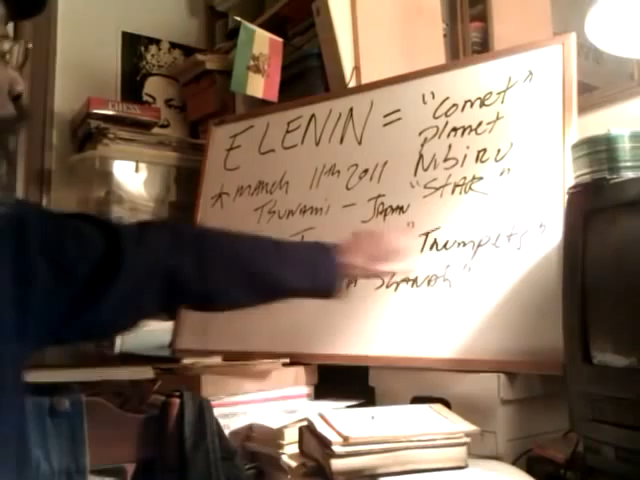 ELENIN = "Comet"
planet
NibiRU
* MARCH 11th 2011 "STAR"
TSUNAMi - JAPAN
"Trumpets"